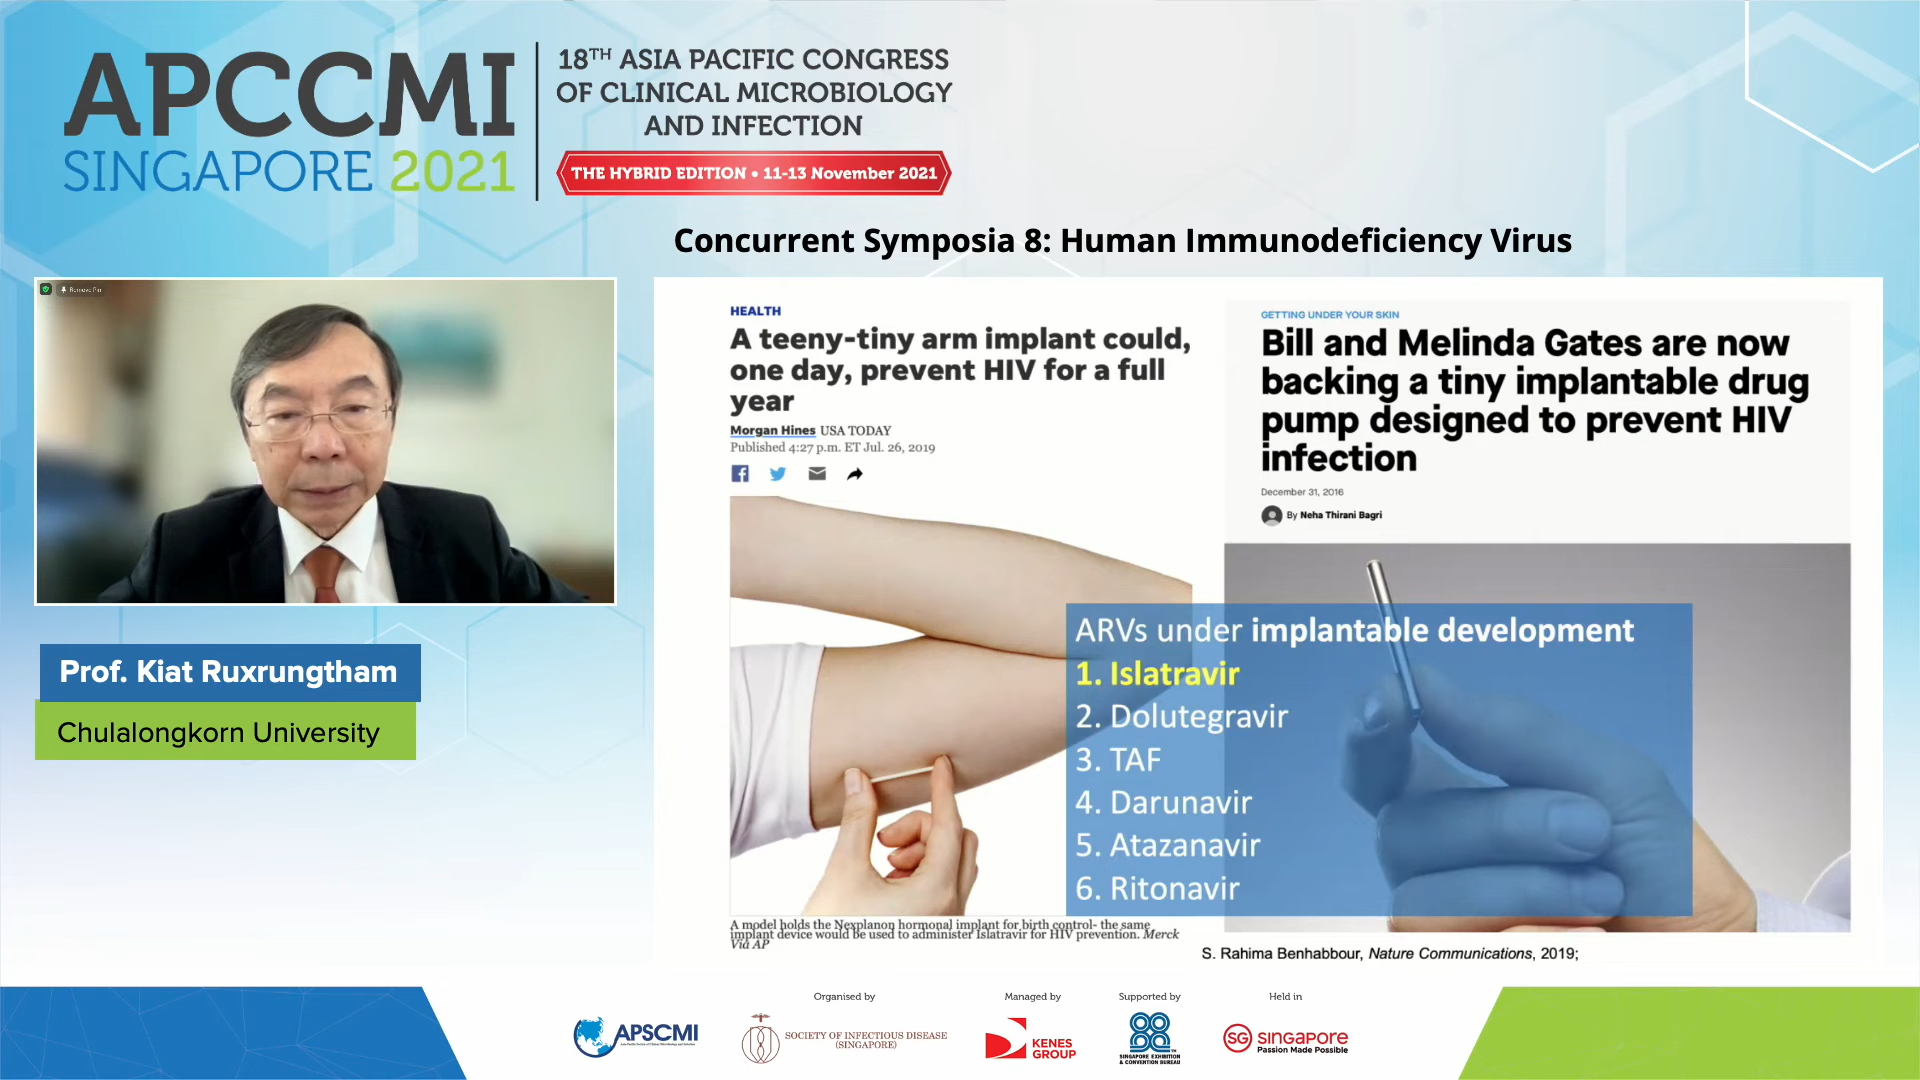 APCCMI
SINGAPORE 2021
18TH ASIA PACIFIC CONGRESS
OF CLINICAL MICROBIOLOGY
AND INFECTION
THE HYBRID EDITION • 11-13 November 2021
Concurrent Symposia 8: Human Immunodeficiency Virus
Remove Pin
Prof. Kiat Ruxrungtham
Chulalongkorn University
HEALTH
A teeny-tiny arm implant could,
one day, prevent HIV for a full
year
Morgan Hines USA TODAY
Published 4:27 p.m. ET Jul. 26, 2019
A model holds the Nexplanon hormonal implant for birth control- the same
implant device would be used to administer Islatravir for HIV prevention. Merck
Via AP
GETTING UNDER YOUR SKIN
Bill and Melinda Gates are now
backing a tiny implantable drug
pump designed to prevent HIV
infection
December 31, 2016
By Neha Thirani Bagri
ARVs under implantable development
1. Islatravir
2. Dolutegravir
3. TAF
4. Darunavir
5. Atazanavir
6. Ritonavir
S. Rahima Benhabbour, Nature Communications, 2019;
APSCMI
Organised by
SOCIETY OF INFECTIOUS DISEASE
(SINGAPORE)
Managed by
KENES
GROUP
Supported by
SINGAPORE EXHIBITION
& CONVENTION BUREAU
Held in
SG SINGAPORE
Passion Made Possible